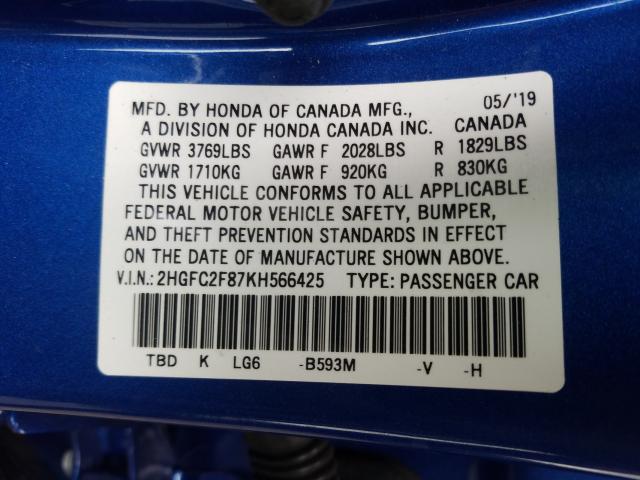 MFD. BY HONDA OF CANADA MFG., 05/'19
A DIVISION OF HONDA CANADA INC. CANADA
GVWR 3769LBS GAWR F 2028LBS R 1829LBS
GVWR 1710KG GAWR F 920KG R 830KG
THIS VEHICLE CONFORMS TO ALL APPLICABLE
FEDERAL MOTOR VEHICLE SAFETY, BUMPER,
AND THEFT PREVENTION STANDARDS IN EFFECT
ON THE DATE OF MANUFACTURE SHOWN ABOVE.
V.I.N.: 2HGFC2F87KH566425 TYPE: PASSENGER CAR
TBD K LG6 -B593M -V -H